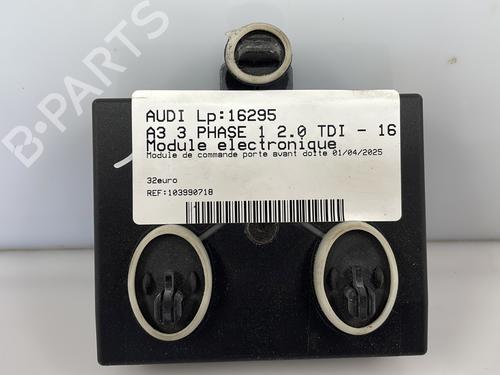 B-PARTS
AUDI Lp:16295
A3 3 PHASE 1 2.0 TDI - 16
Module electronique
Module de commande porte avant doite 01/04/2025
32euro
REF:103990718